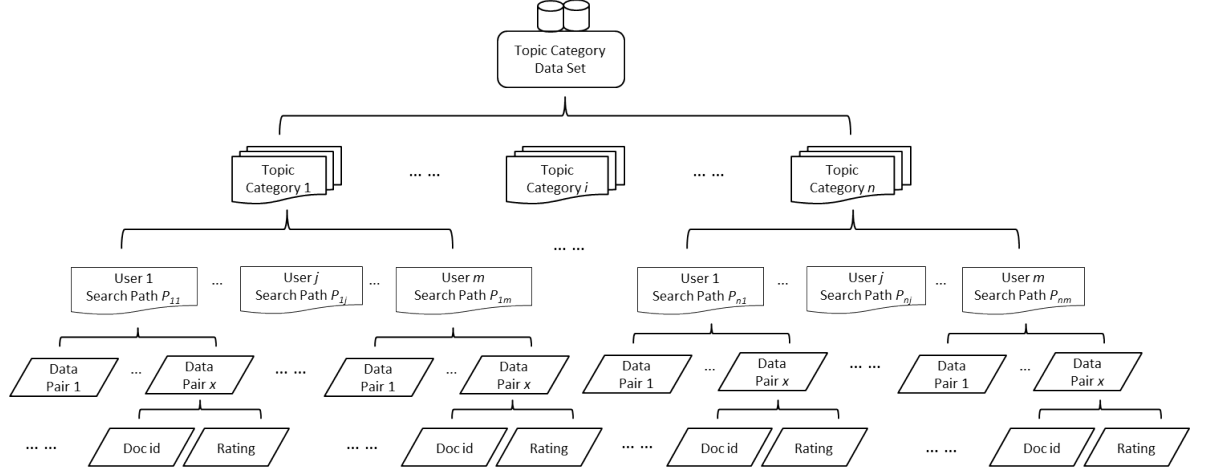 Topic Category
Data Set
Topic
Category 1
... ...
Topic
Category i
... ...
Topic
Category n
... ...
User 1
Search Path P11
...
User j
Search Path P1j
...
User m
Search Path P1m
User 1
Search Path Pn1
...
User j
Search Path Pnj
...
User m
Search Path Pnm
Data
Pair 1
...
Data
Pair x
... ...
Data
Pair 1
...
Data
Pair x
Data
Pair 1
...
Data
Pair x
... ...
Data
Pair 1
...
Data
Pair x
... ...
Doc id
Rating
... ...
Doc id
Rating
... ...
Doc id
Rating
... ...
Doc id
Rating